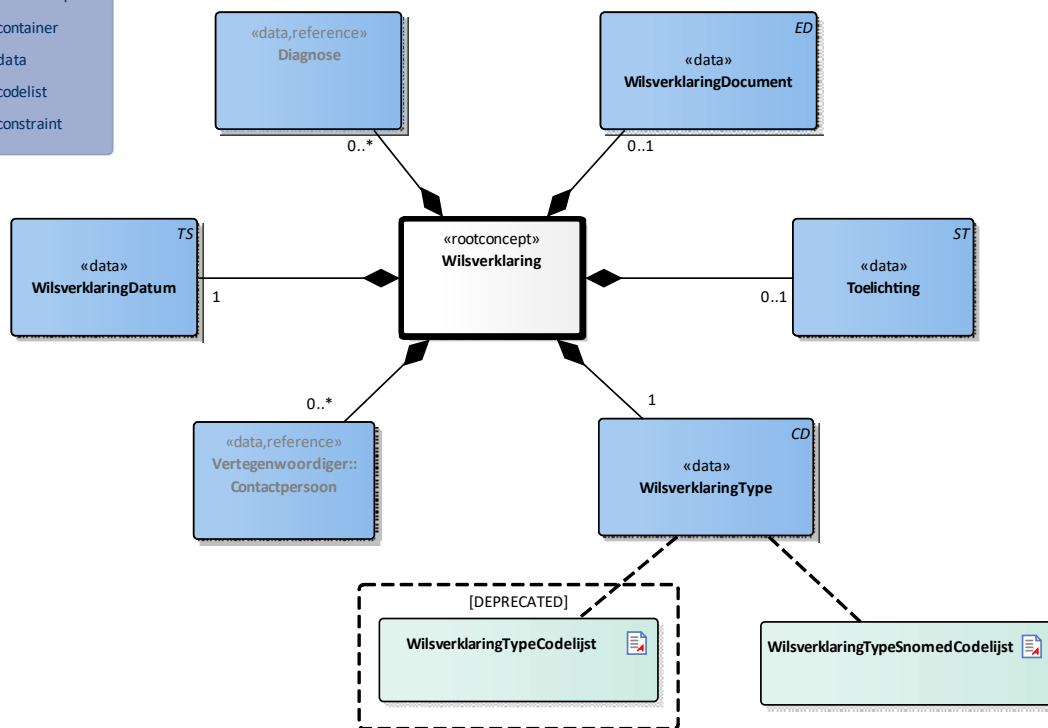 container
data
codelist
constraint
«data,reference»
Diagnose
0..*
ED
«data»
WilsverklaringDocument
0..1
TS
«data»
WilsverklaringDatum
1
«rootconcept»
Wilsverklaring
ST
«data»
Toelichting
0..1
0..*
«data,reference»
Vertegenwoordiger::
Contactpersoon
1
CD
«data»
WilsverklaringType
[DEPRECATED]
WilsverklaringTypeCodelijst
WilsverklaringTypeSnomedCodelijst